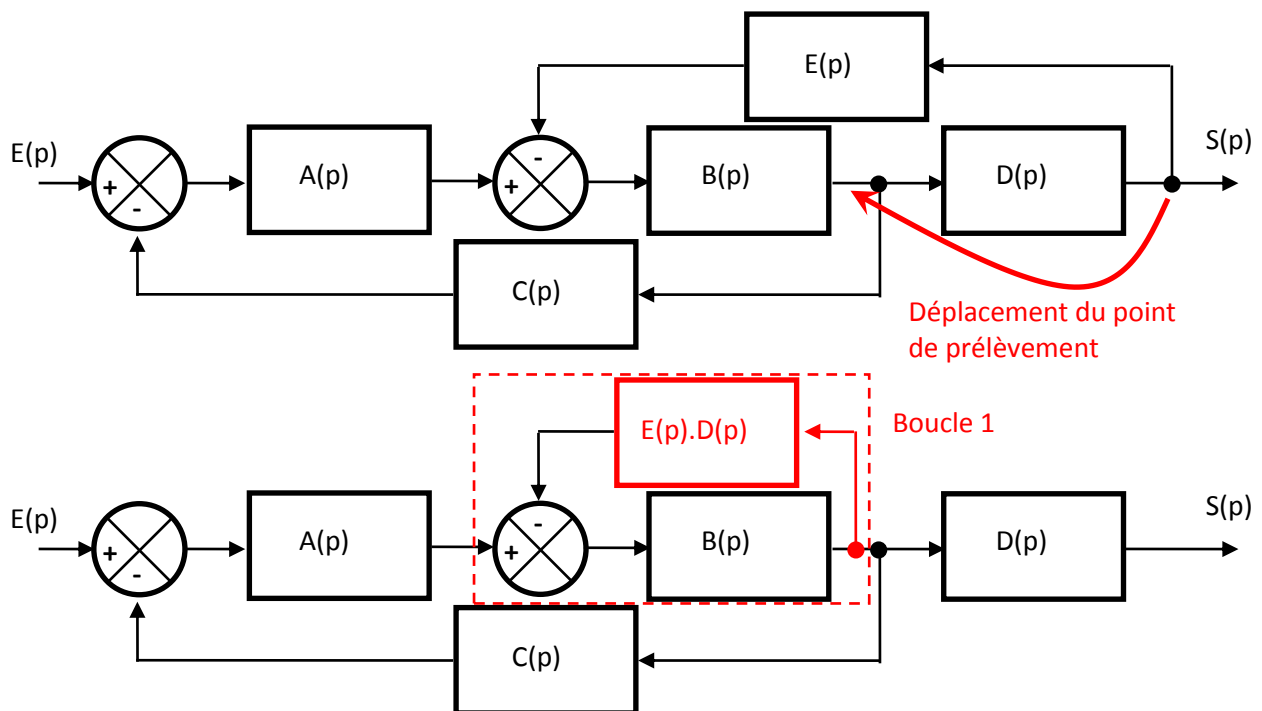 E(p)
E(p)
+
-
A(p)
-
+
B(p)
D(p)
S(p)
C(p)
Déplacement du point
de prélèvement
E(p).D(p)
Boucle 1
E(p)
+
-
A(p)
-
+
B(p)
D(p)
S(p)
C(p)